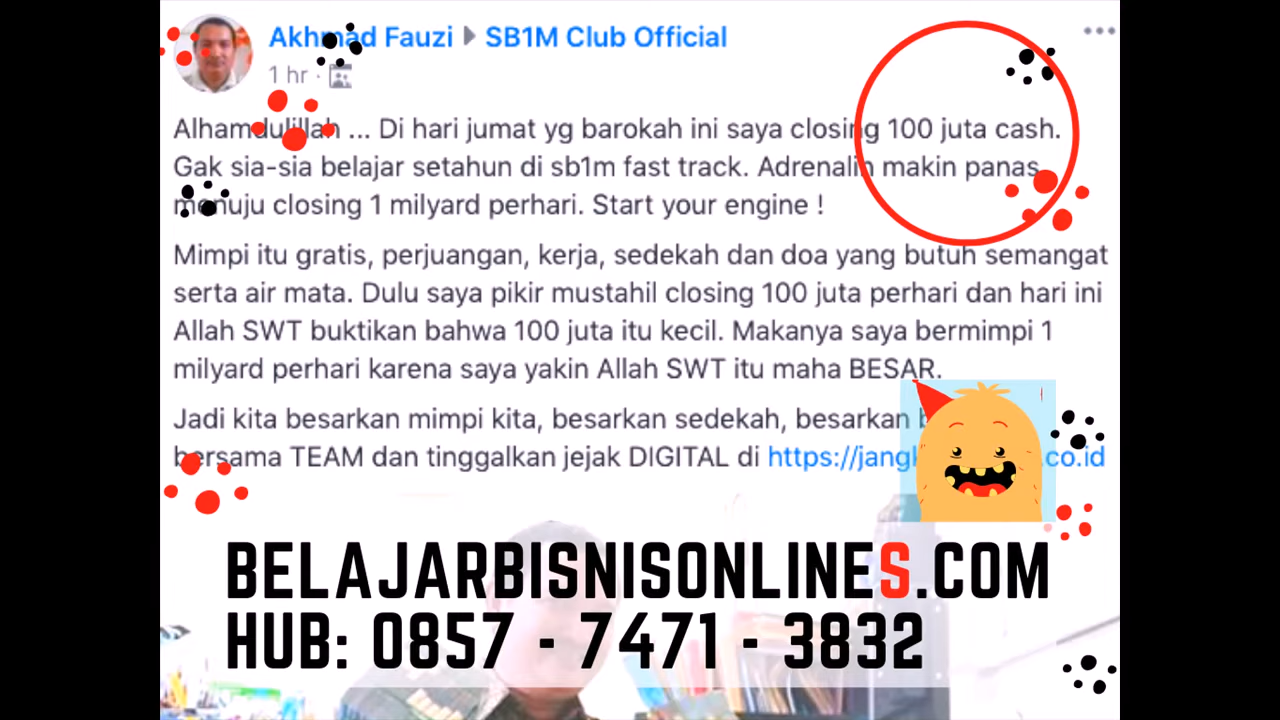 Akhmad Fauzi SB1M Club Official
1 hr ·
Alhamdulillah ... Di hari jumat yg barokah ini saya closing 100 juta cash.
Gak sia-sia belajar setahun di sb1m fast track. Adrenalin makin panas
menuju closing 1 milyard perhari. Start your engine !
Mimpi itu gratis, perjuangan, kerja, sedekah dan doa yang butuh semangat
serta air mata. Dulu saya pikir mustahil closing 100 juta perhari dan hari ini
Allah SWT buktikan bahwa 100 juta itu kecil. Makanya saya bermimpi 1
milyard perhari karena saya yakin Allah SWT itu maha BESAR.
Jadi kita besarkan mimpi kita, besarkan sedekah, besarkan
bersama TEAM dan tinggalkan jejak DIGITAL di
BELAJARBISNISONLINES.COM
HUB: 0857 - 7471 - 3832